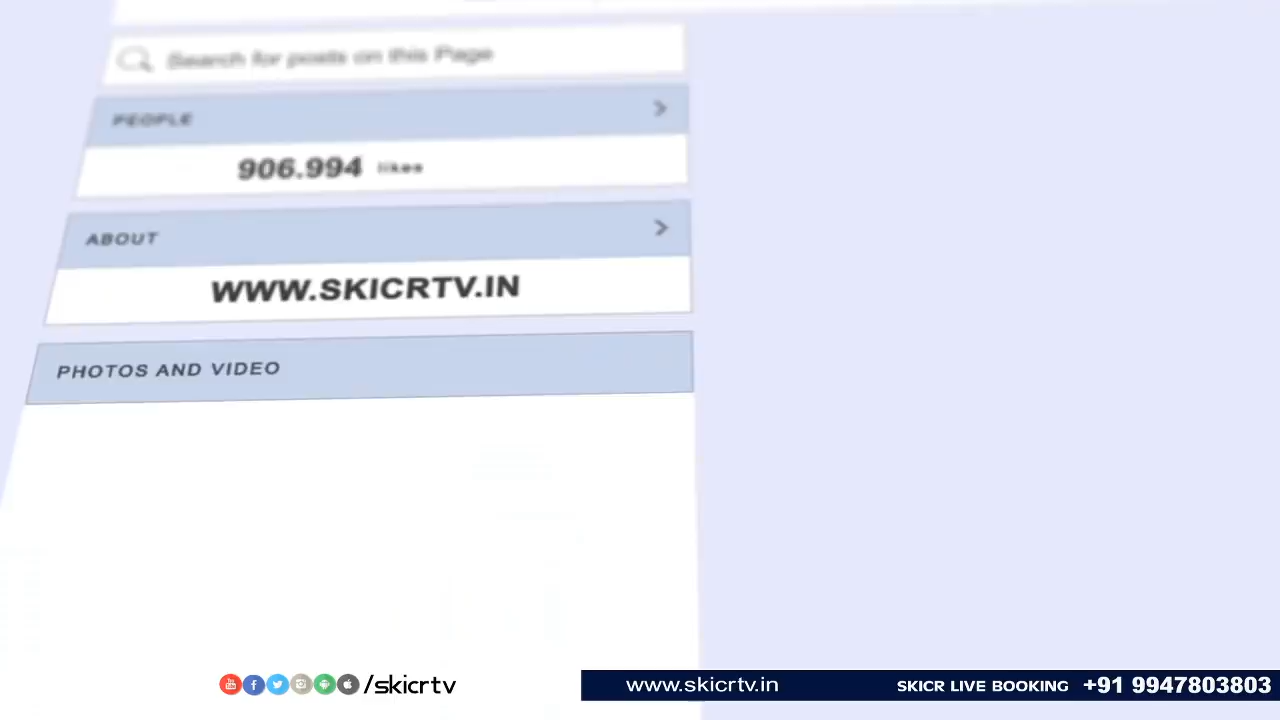 Search for posts on this Page
PEOPLE
906.994 likes
ABOUT
WWW.SKICRTV.IN
PHOTOS AND VIDEO
/skicrtv
www.skicrtv.in
SKICR LIVE BOOKING +91 9947803803